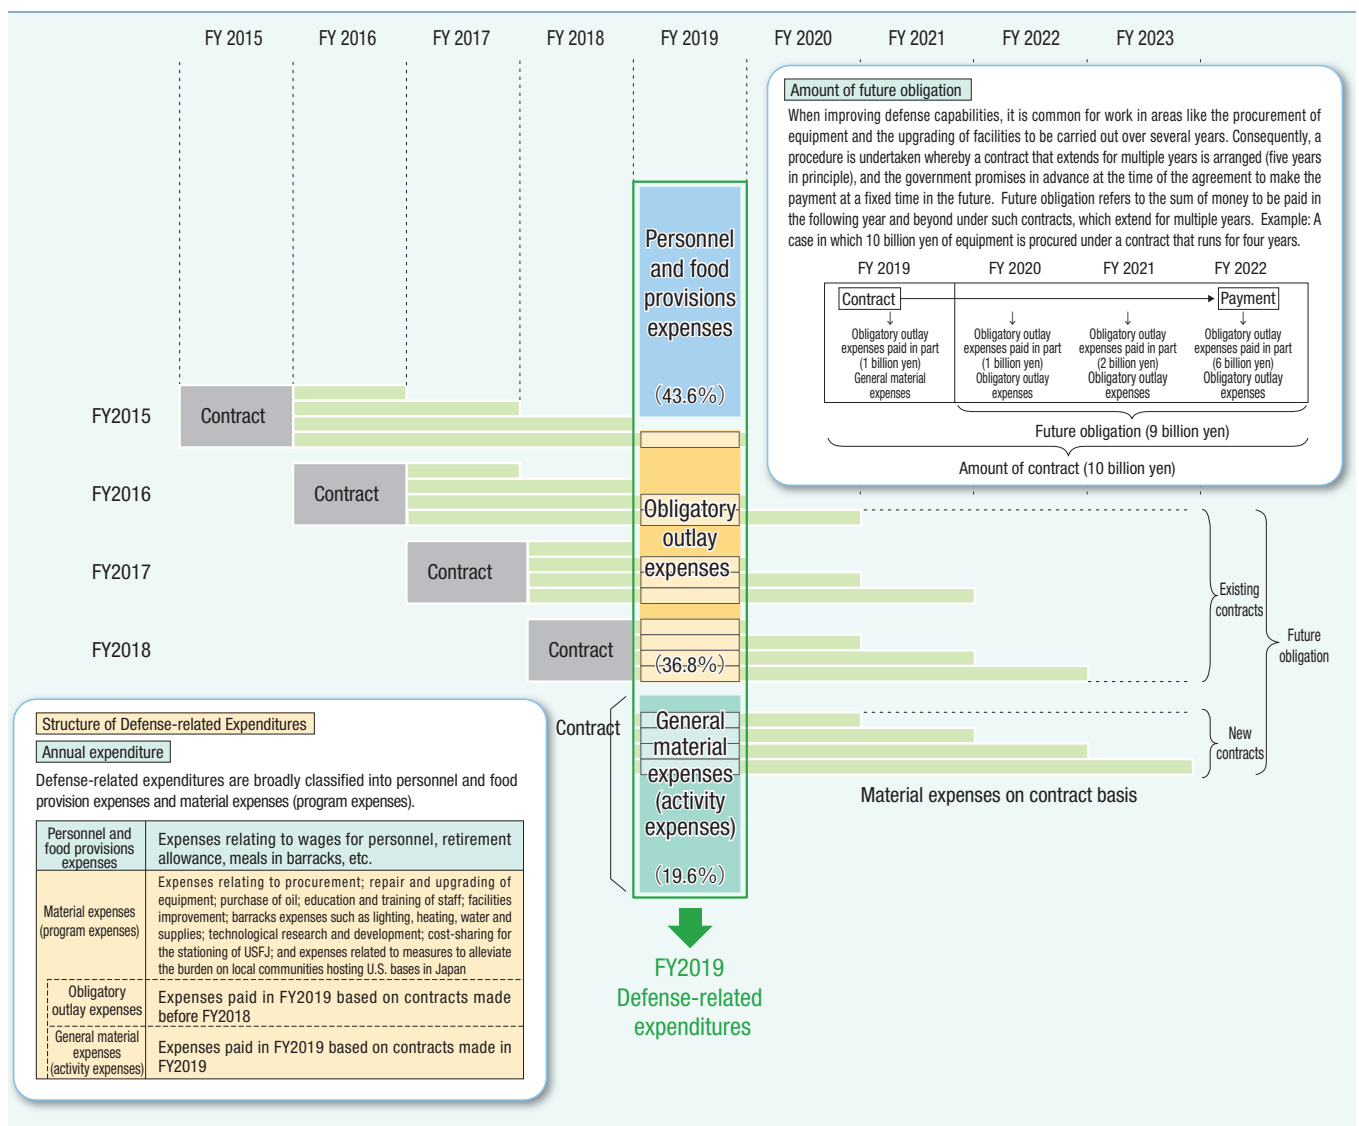 FY 2015 FY 2016 FY 2017 FY 2018 FY 2019 FY 2020 FY 2021 FY 2022 FY 2023
Amount of future obligation
When improving defense capabilities, it is common for work in areas like the procurement of
equipment and the upgrading of facilities to be carried out over several years. Consequently, a
procedure is undertaken whereby a contract that extends for multiple years is arranged (five years
in principle), and the government promises in advance at the time of the agreement to make the
payment at a fixed time in the future. Future obligation refers to the sum of money to be paid in
the following year and beyond under such contracts, which extend for multiple years. Example: A
case in which 10 billion yen of equipment is procured under a contract that runs for four years.
FY 2019 FY 2020 FY 2021 FY 2022
Contract Payment
↓ ↓ ↓ ↓
Obligatory outlay Obligatory outlay Obligatory outlay Obligatory outlay
expenses paid in part expenses paid in part expenses paid in part expenses paid in part
(1 billion yen) (1 billion yen) (2 billion yen) (6 billion yen)
General material Obligatory outlay Obligatory outlay Obligatory outlay
expenses expenses expenses expenses
Future obligation (9 billion yen)
Amount of contract (10 billion yen)
Personnel
and food
provisions
expenses
(43.6%)
FY2015 Contract
FY2016 Contract
Obligatory
outlay
expenses
FY2017 Contract
FY2018 Contract
(36.8%)
Existing
contracts
Future
obligation
Contract
General
material
expenses
(activity
expenses)
(19.6%)
New
contracts
Material expenses on contract basis
FY2019
Defense-related
expenditures
Structure of Defense-related Expenditures
Annual expenditure
Defense-related expenditures are broadly classified into personnel and food
provision expenses and material expenses (program expenses).
Personnel and
food provisions
expenses
Expenses relating to wages for personnel, retirement
allowance, meals in barracks, etc.
Material expenses
(program expenses)
Expenses relating to procurement; repair and upgrading of
equipment; purchase of oil; education and training of staff; facilities
improvement; barracks expenses such as lighting, heating, water and
supplies; technological research and development; cost-sharing for
the stationing of USFJ; and expenses related to measures to alleviate
the burden on local communities hosting U.S. bases in Japan
Obligatory
outlay expenses
Expenses paid in FY2019 based on contracts made
before FY2018
General material
expenses
(activity expenses)
Expenses paid in FY2019 based on contracts made in
FY2019